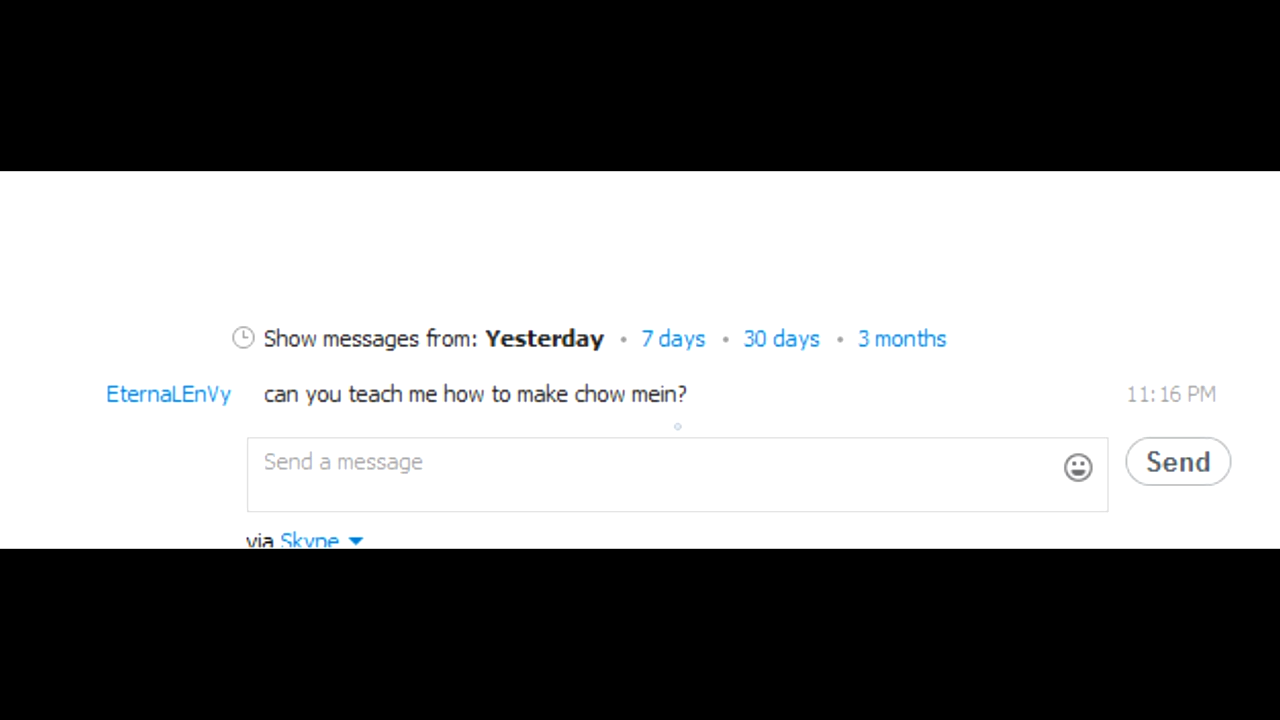 Show messages from: Yesterday • 7 days • 30 days • 3 months
EternaLEnVy can you teach me how to make chow mein? 11:16 PM
Send a message Send
via Skype